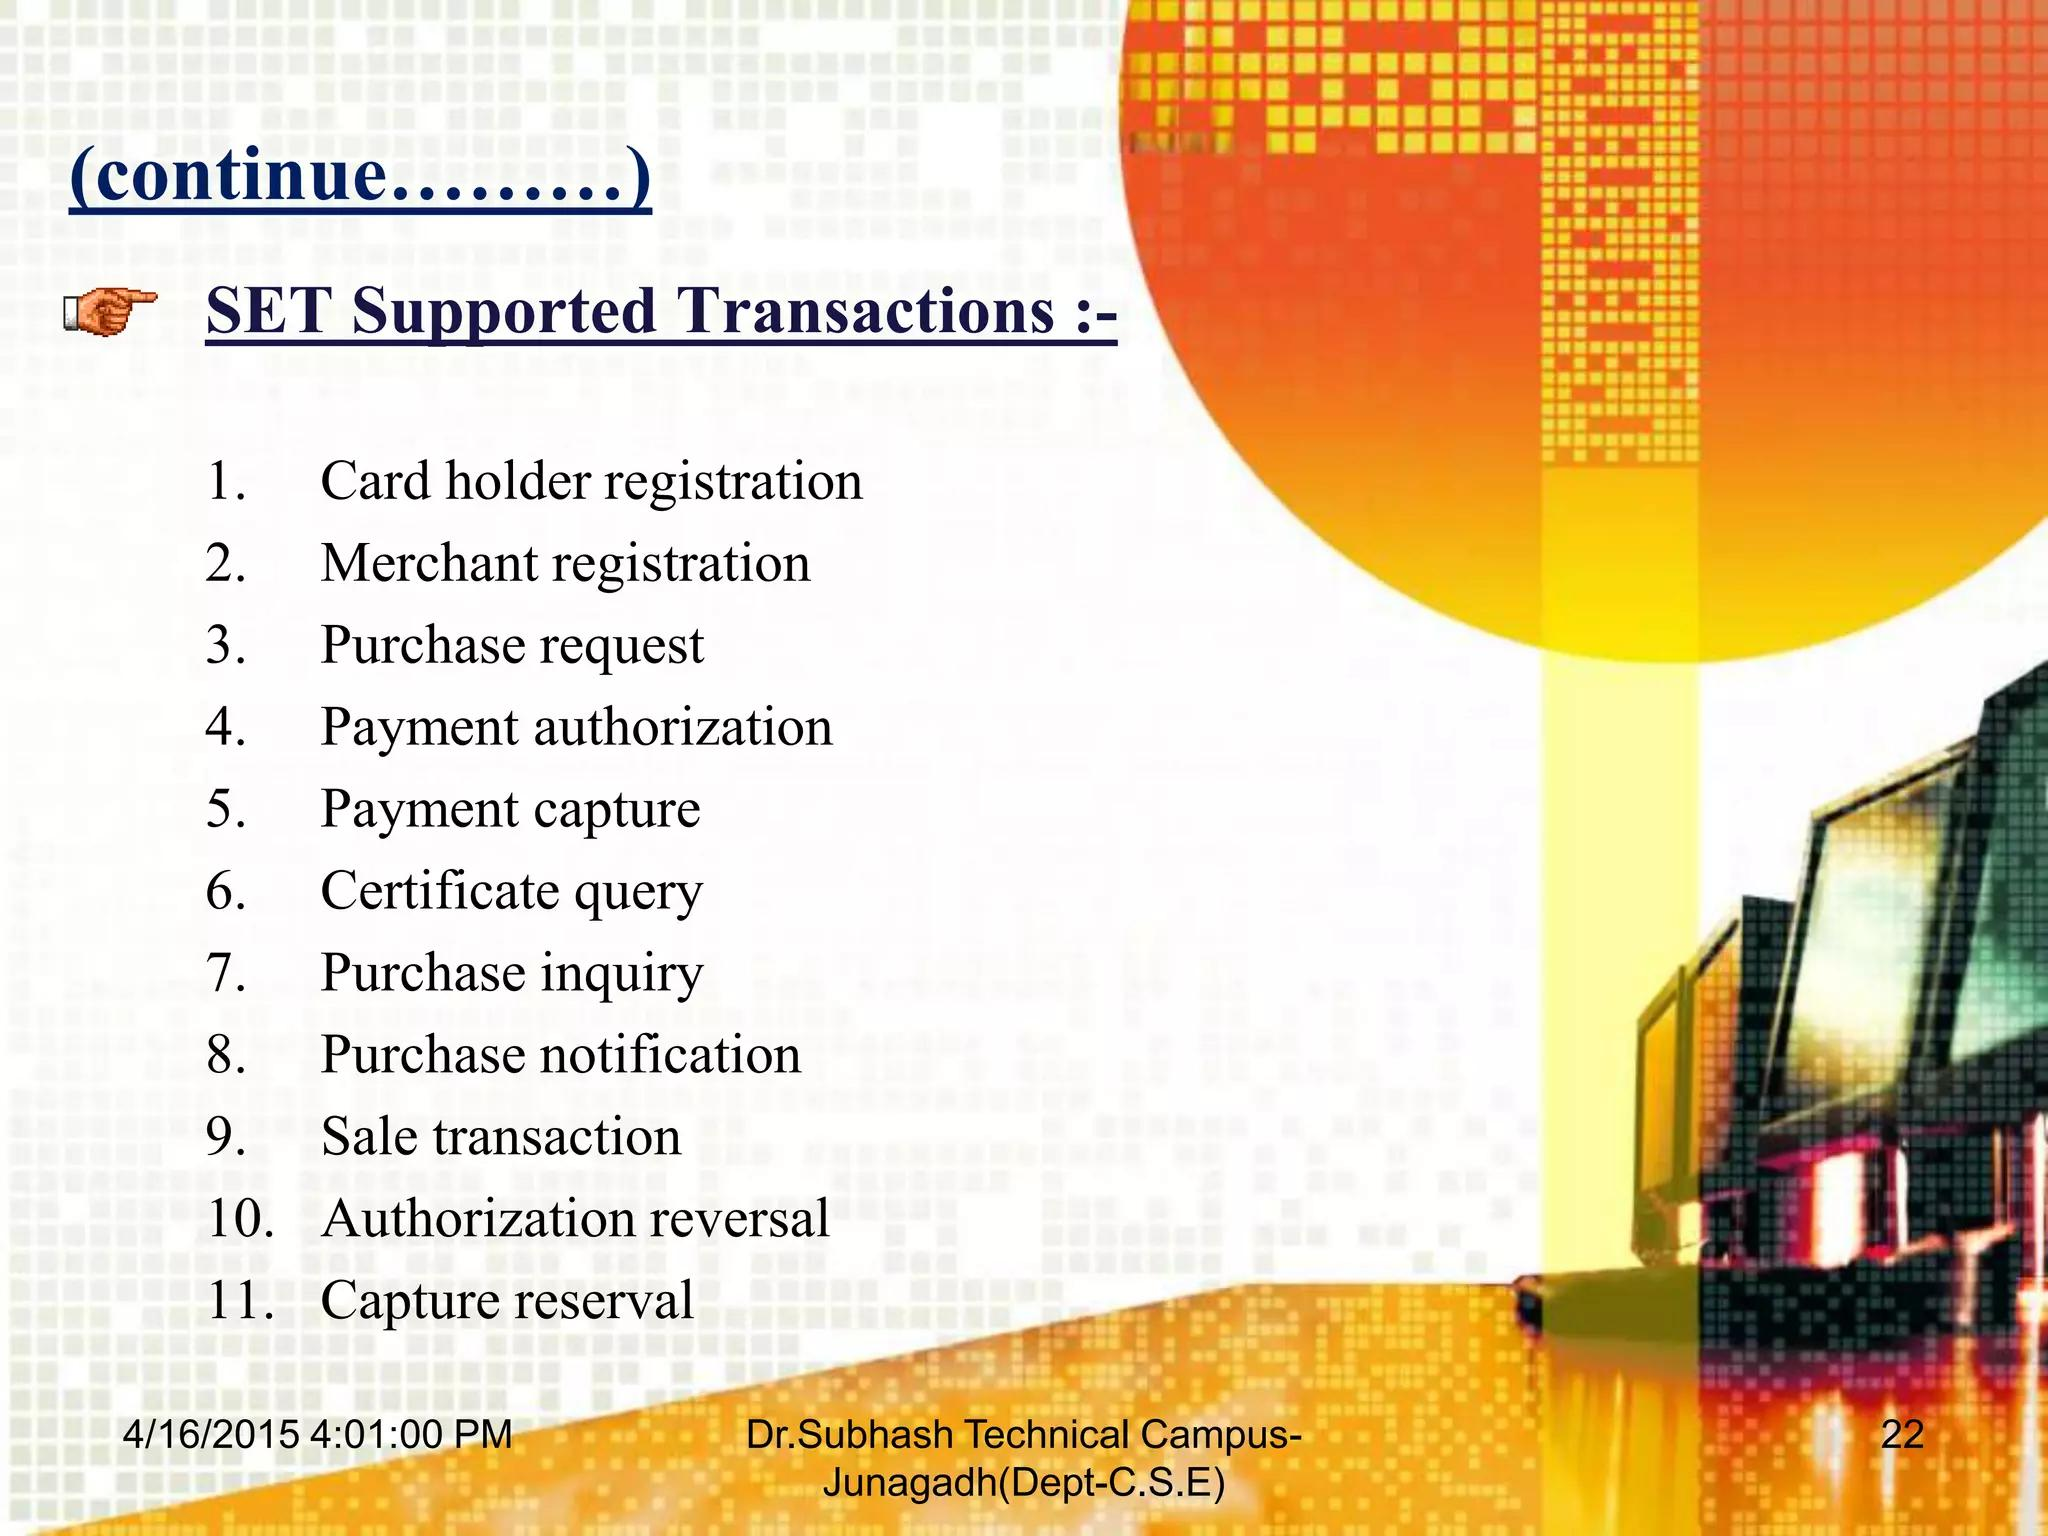 (continue………)
SET Supported Transactions :-
1. Card holder registration
2. Merchant registration
3. Purchase request
4. Payment authorization
5. Payment capture
6. Certificate query
7. Purchase inquiry
8. Purchase notification
9. Sale transaction
10. Authorization reversal
11. Capture reserval
4/16/2015 4:01:00 PM
Dr.Subhash Technical Campus-
Junagadh(Dept-C.S.E)
22